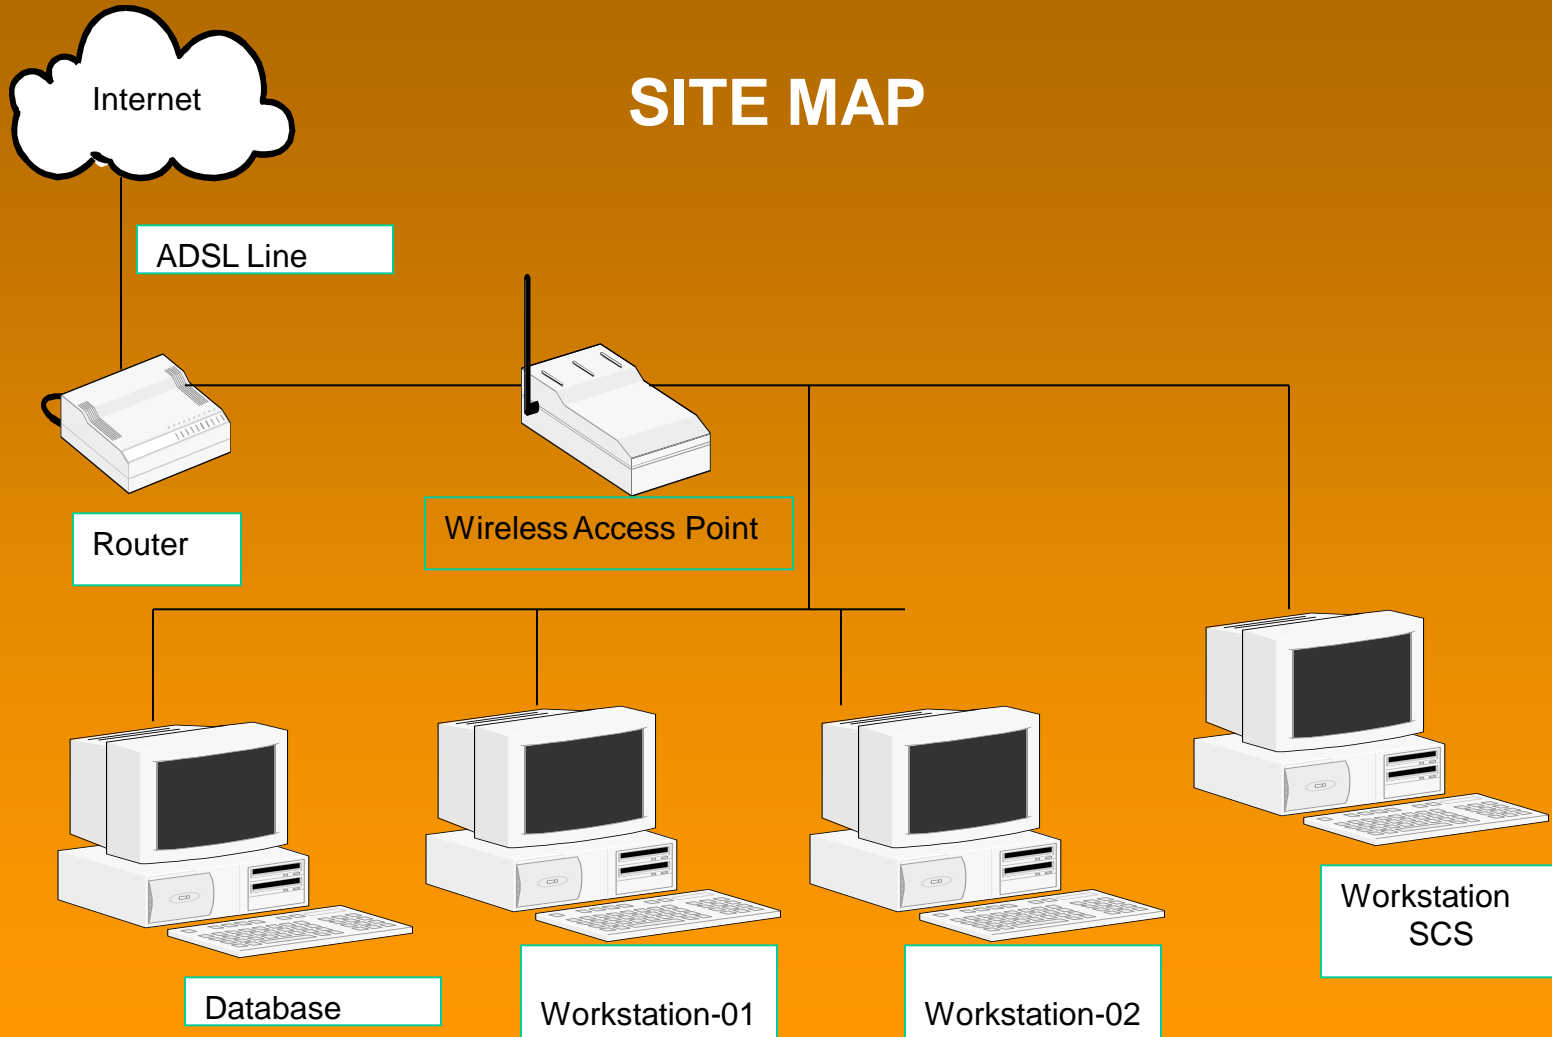 Internet
SITE MAP
ADSL Line
Router
Wireless Access Point
Workstation
SCS
Database
Workstation-01
Workstation-02